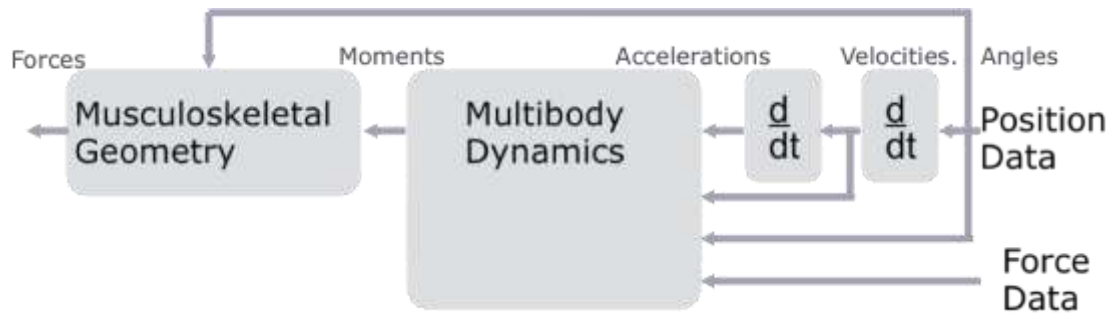 Forces
Moments
Accelerations
Velocities.
Angles
Musculoskeletal
Geometry
Multibody
Dynamics
d
dt
d
dt
Position
Data
Force
Data